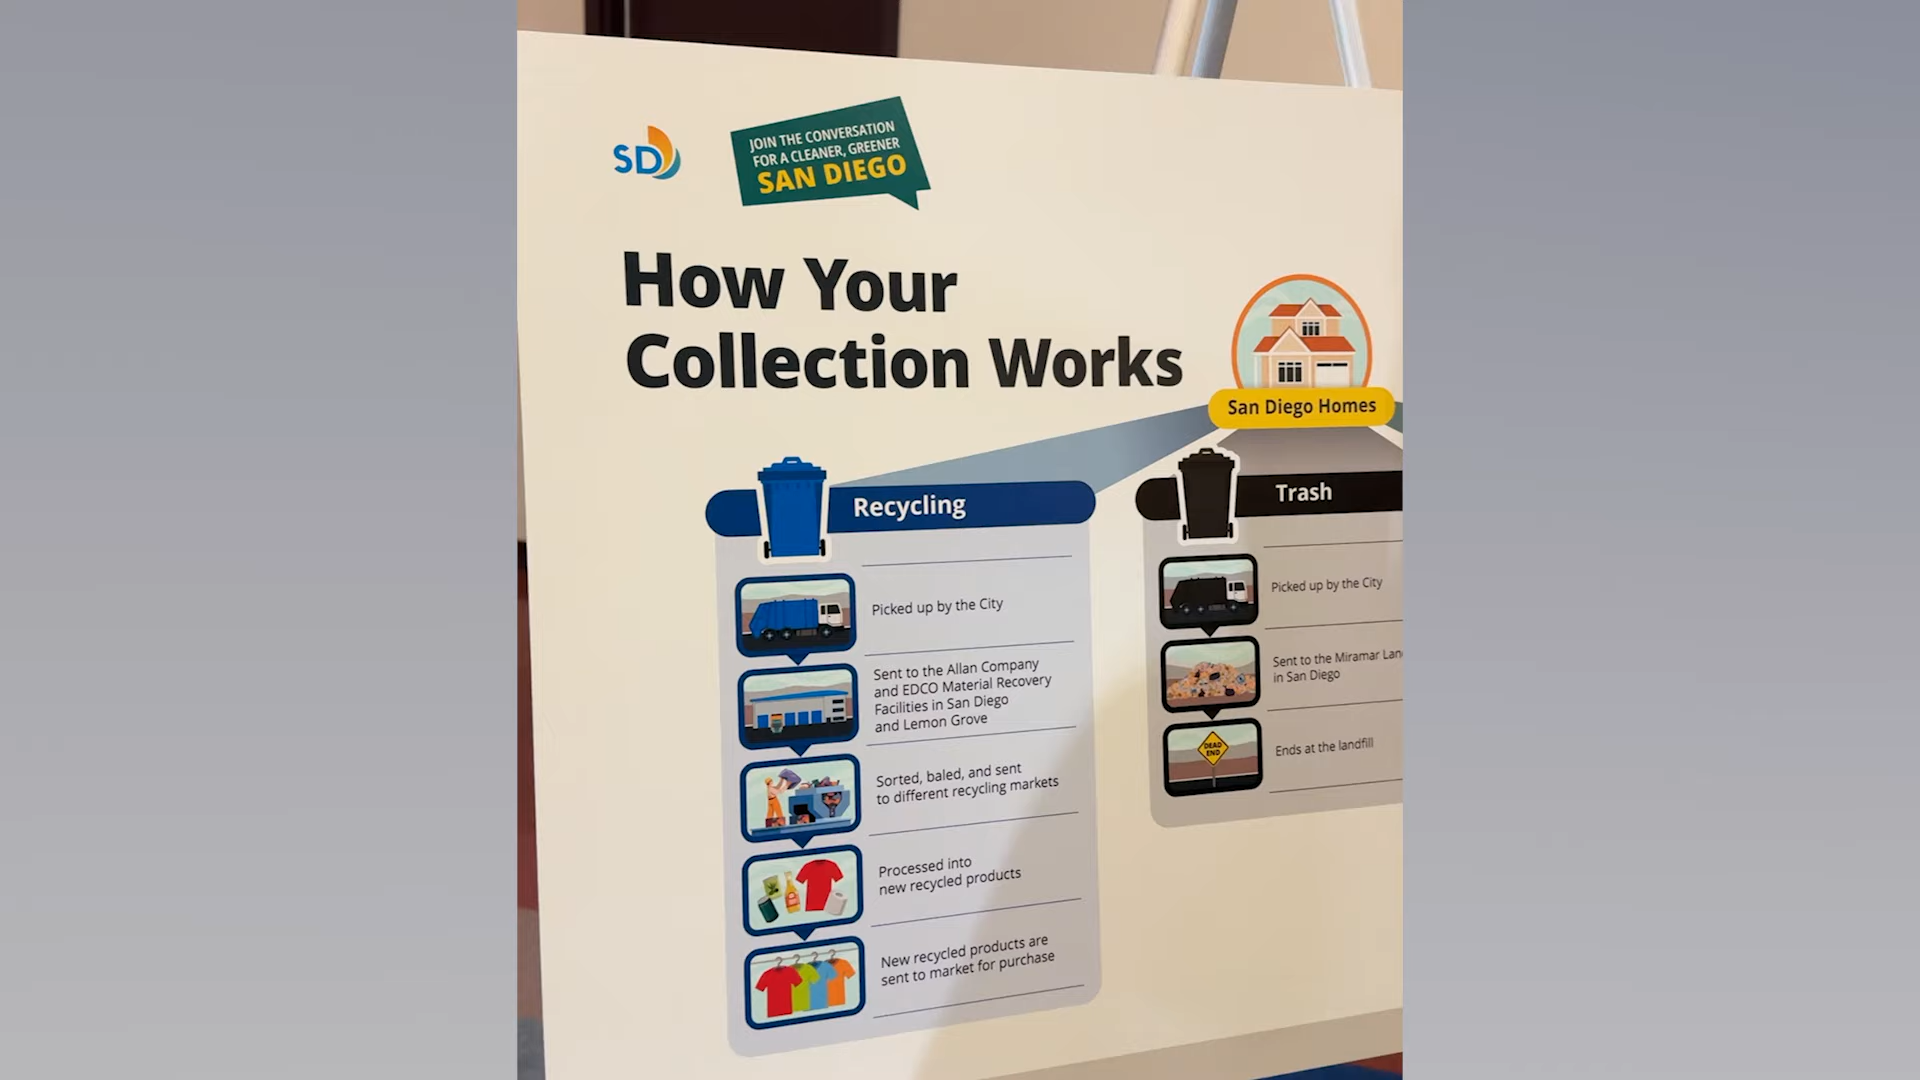 SD
JOIN THE CONVERSATION
FOR A CLEANER, GREENER
SAN DIEGO
How Your
Collection Works
San Diego Homes
Recycling
Picked up by the City
Sent to the Allan Company
and EDCO Material Recovery
Facilities in San Diego
and Lemon Grove
Sorted, baled, and sent
to different recycling markets
Processed into
new recycled products
New recycled products are
sent to market for purchase
Trash
Picked up by the City
Sent to the Miramar Lan
in San Diego
DEAD
END
Ends at the landfill